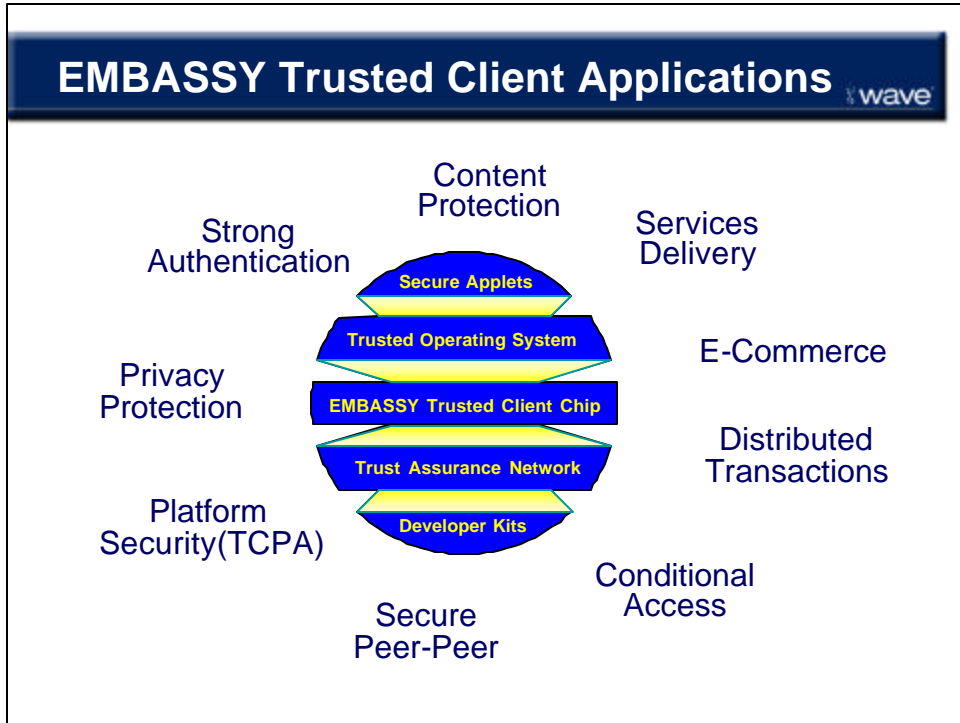 EMBASSY Trusted Client Applications
wave
Content
Protection
Strong
Authentication
Services
Delivery
Secure Applets
Trusted Operating System
E-Commerce
Privacy
Protection
EMBASSY Trusted Client Chip
Distributed
Transactions
Trust Assurance Network
Platform
Security(TCPA)
Developer Kits
Conditional
Access
Secure
Peer-Peer